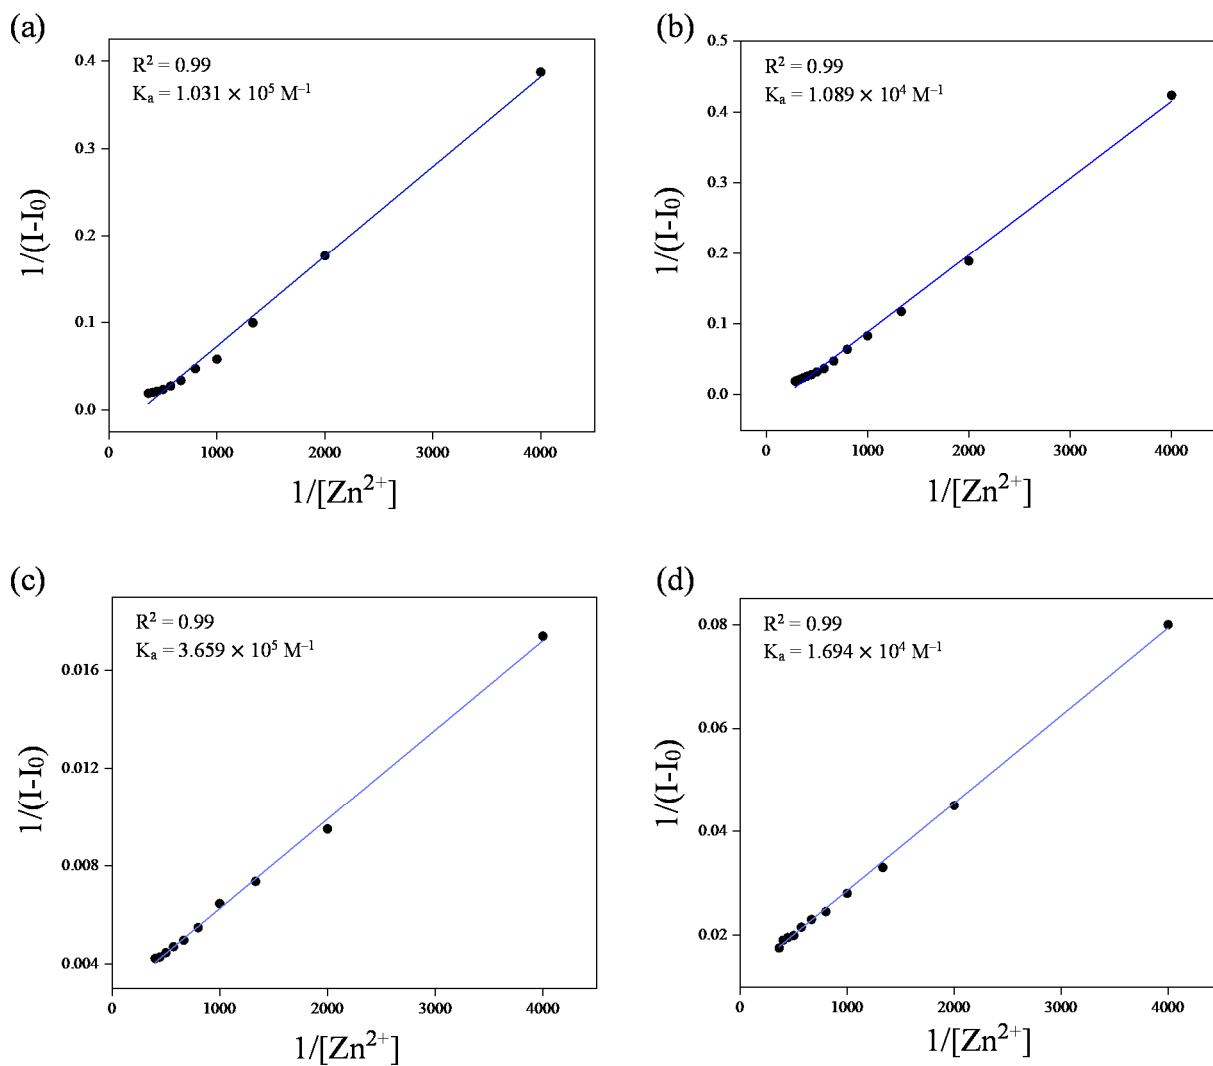 (a)
R² = 0.99
Kₐ = 1.031 × 10⁵ M⁻¹
0.4
0.3
0.2
0.1
0.0
0 1000 2000 3000 4000
1/(I-I₀)
1/[Zn²⁺]
(b)
R² = 0.99
Kₐ = 1.089 × 10⁴ M⁻¹
0.5
0.4
0.3
0.2
0.1
0.0
0 1000 2000 3000 4000
1/(I-I₀)
1/[Zn²⁺]
(c)
R² = 0.99
Kₐ = 3.659 × 10⁵ M⁻¹
0.016
0.012
0.008
0.004
0 1000 2000 3000 4000
1/(I-I₀)
1/[Zn²⁺]
(d)
R² = 0.99
Kₐ = 1.694 × 10⁴ M⁻¹
0.08
0.06
0.04
0.02
0 1000 2000 3000 4000
1/(I-I₀)
1/[Zn²⁺]